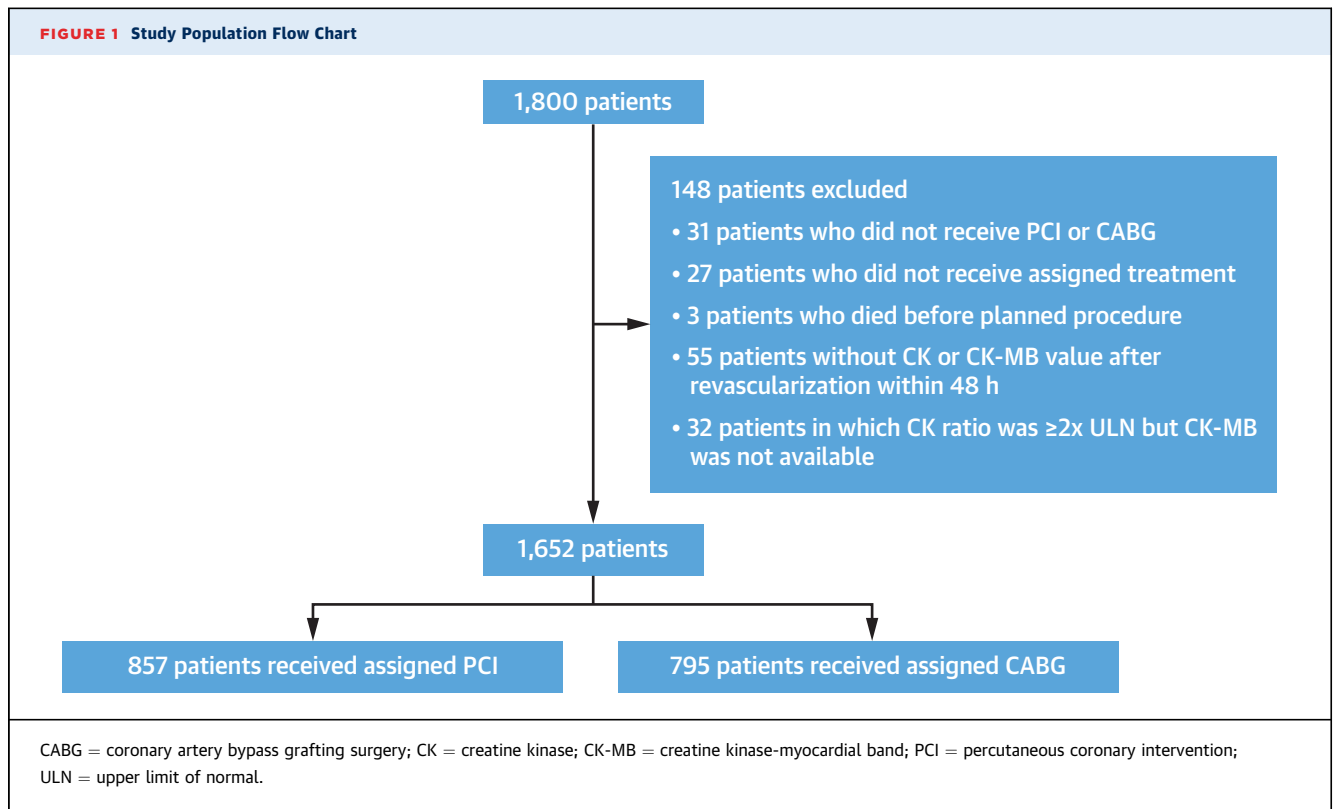 FIGURE 1 Study Population Flow Chart
1,800 patients
148 patients excluded
• 31 patients who did not receive PCI or CABG
• 27 patients who did not receive assigned treatment
• 3 patients who died before planned procedure
• 55 patients without CK or CK-MB value after
revascularization within 48 h
• 32 patients in which CK ratio was ≥2x ULN but CK-MB
was not available
1,652 patients
857 patients received assigned PCI
795 patients received assigned CABG
CABG = coronary artery bypass grafting surgery; CK = creatine kinase; CK-MB = creatine kinase-myocardial band; PCI = percutaneous coronary intervention;
ULN = upper limit of normal.